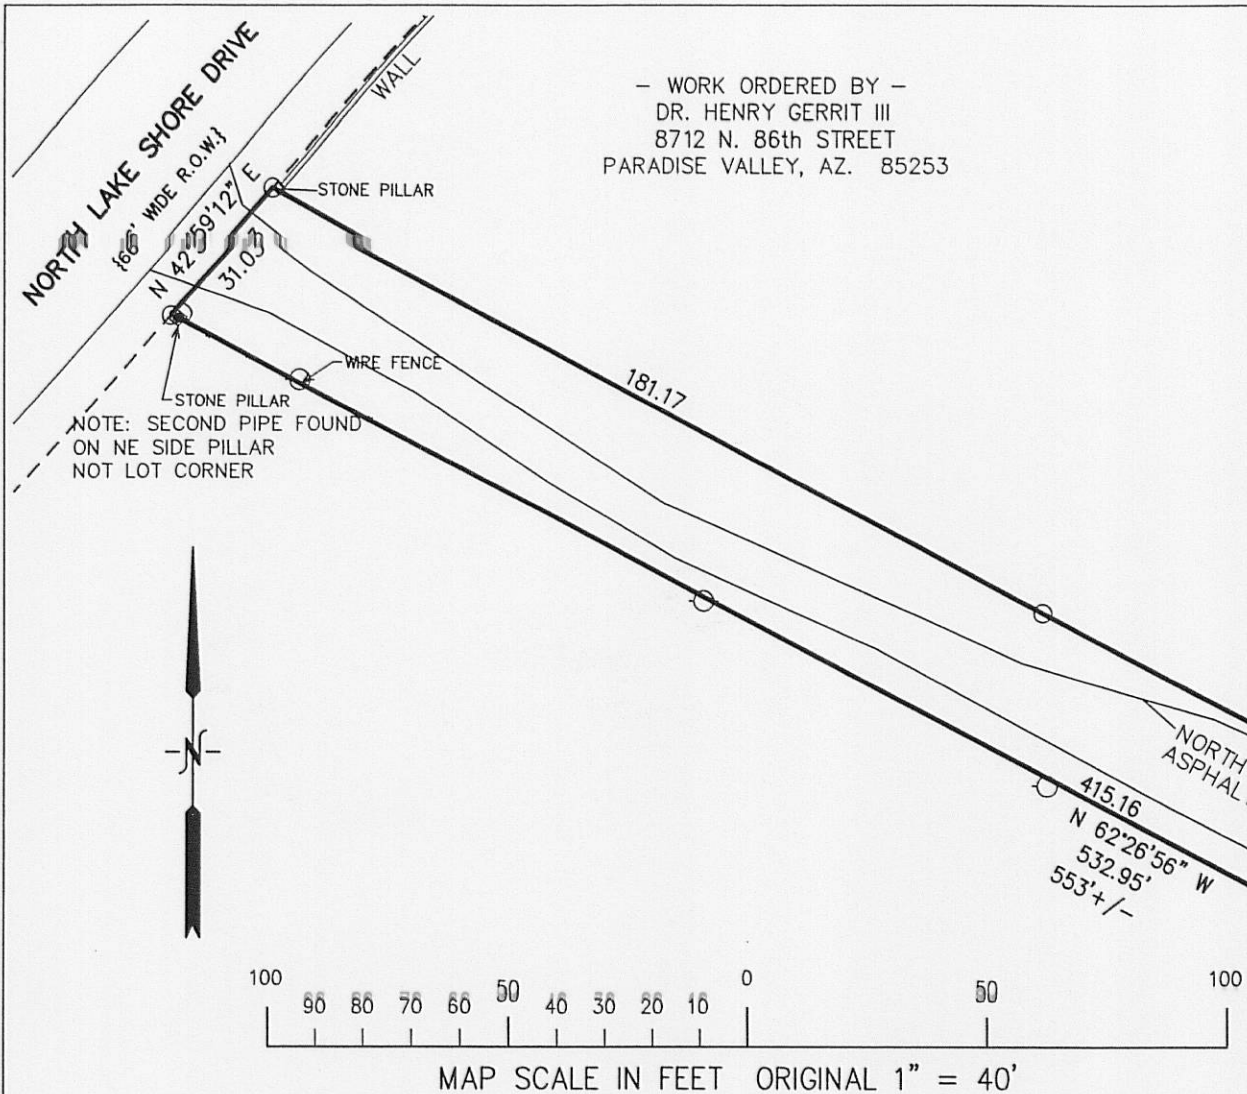 NORTH LAKE SHORE DRIVE
{66' WIDE R.O.W.}
N 42°59'12" E
31.03
WALL
STONE PILLAR
- WORK ORDERED BY -
DR. HENRY GERRIT III
8712 N. 86th STREET
PARADISE VALLEY, AZ. 85253
WIRE FENCE
STONE PILLAR
NOTE: SECOND PIPE FOUND
ON NE SIDE PILLAR
NOT LOT CORNER
181.17
N
NORTH
ASPHAL
415.16
N 62°26'56" W
532.95'
553'+/-
100 90 80 70 60 50 40 30 20 10 0 50 100
MAP SCALE IN FEET ORIGINAL 1" = 40'